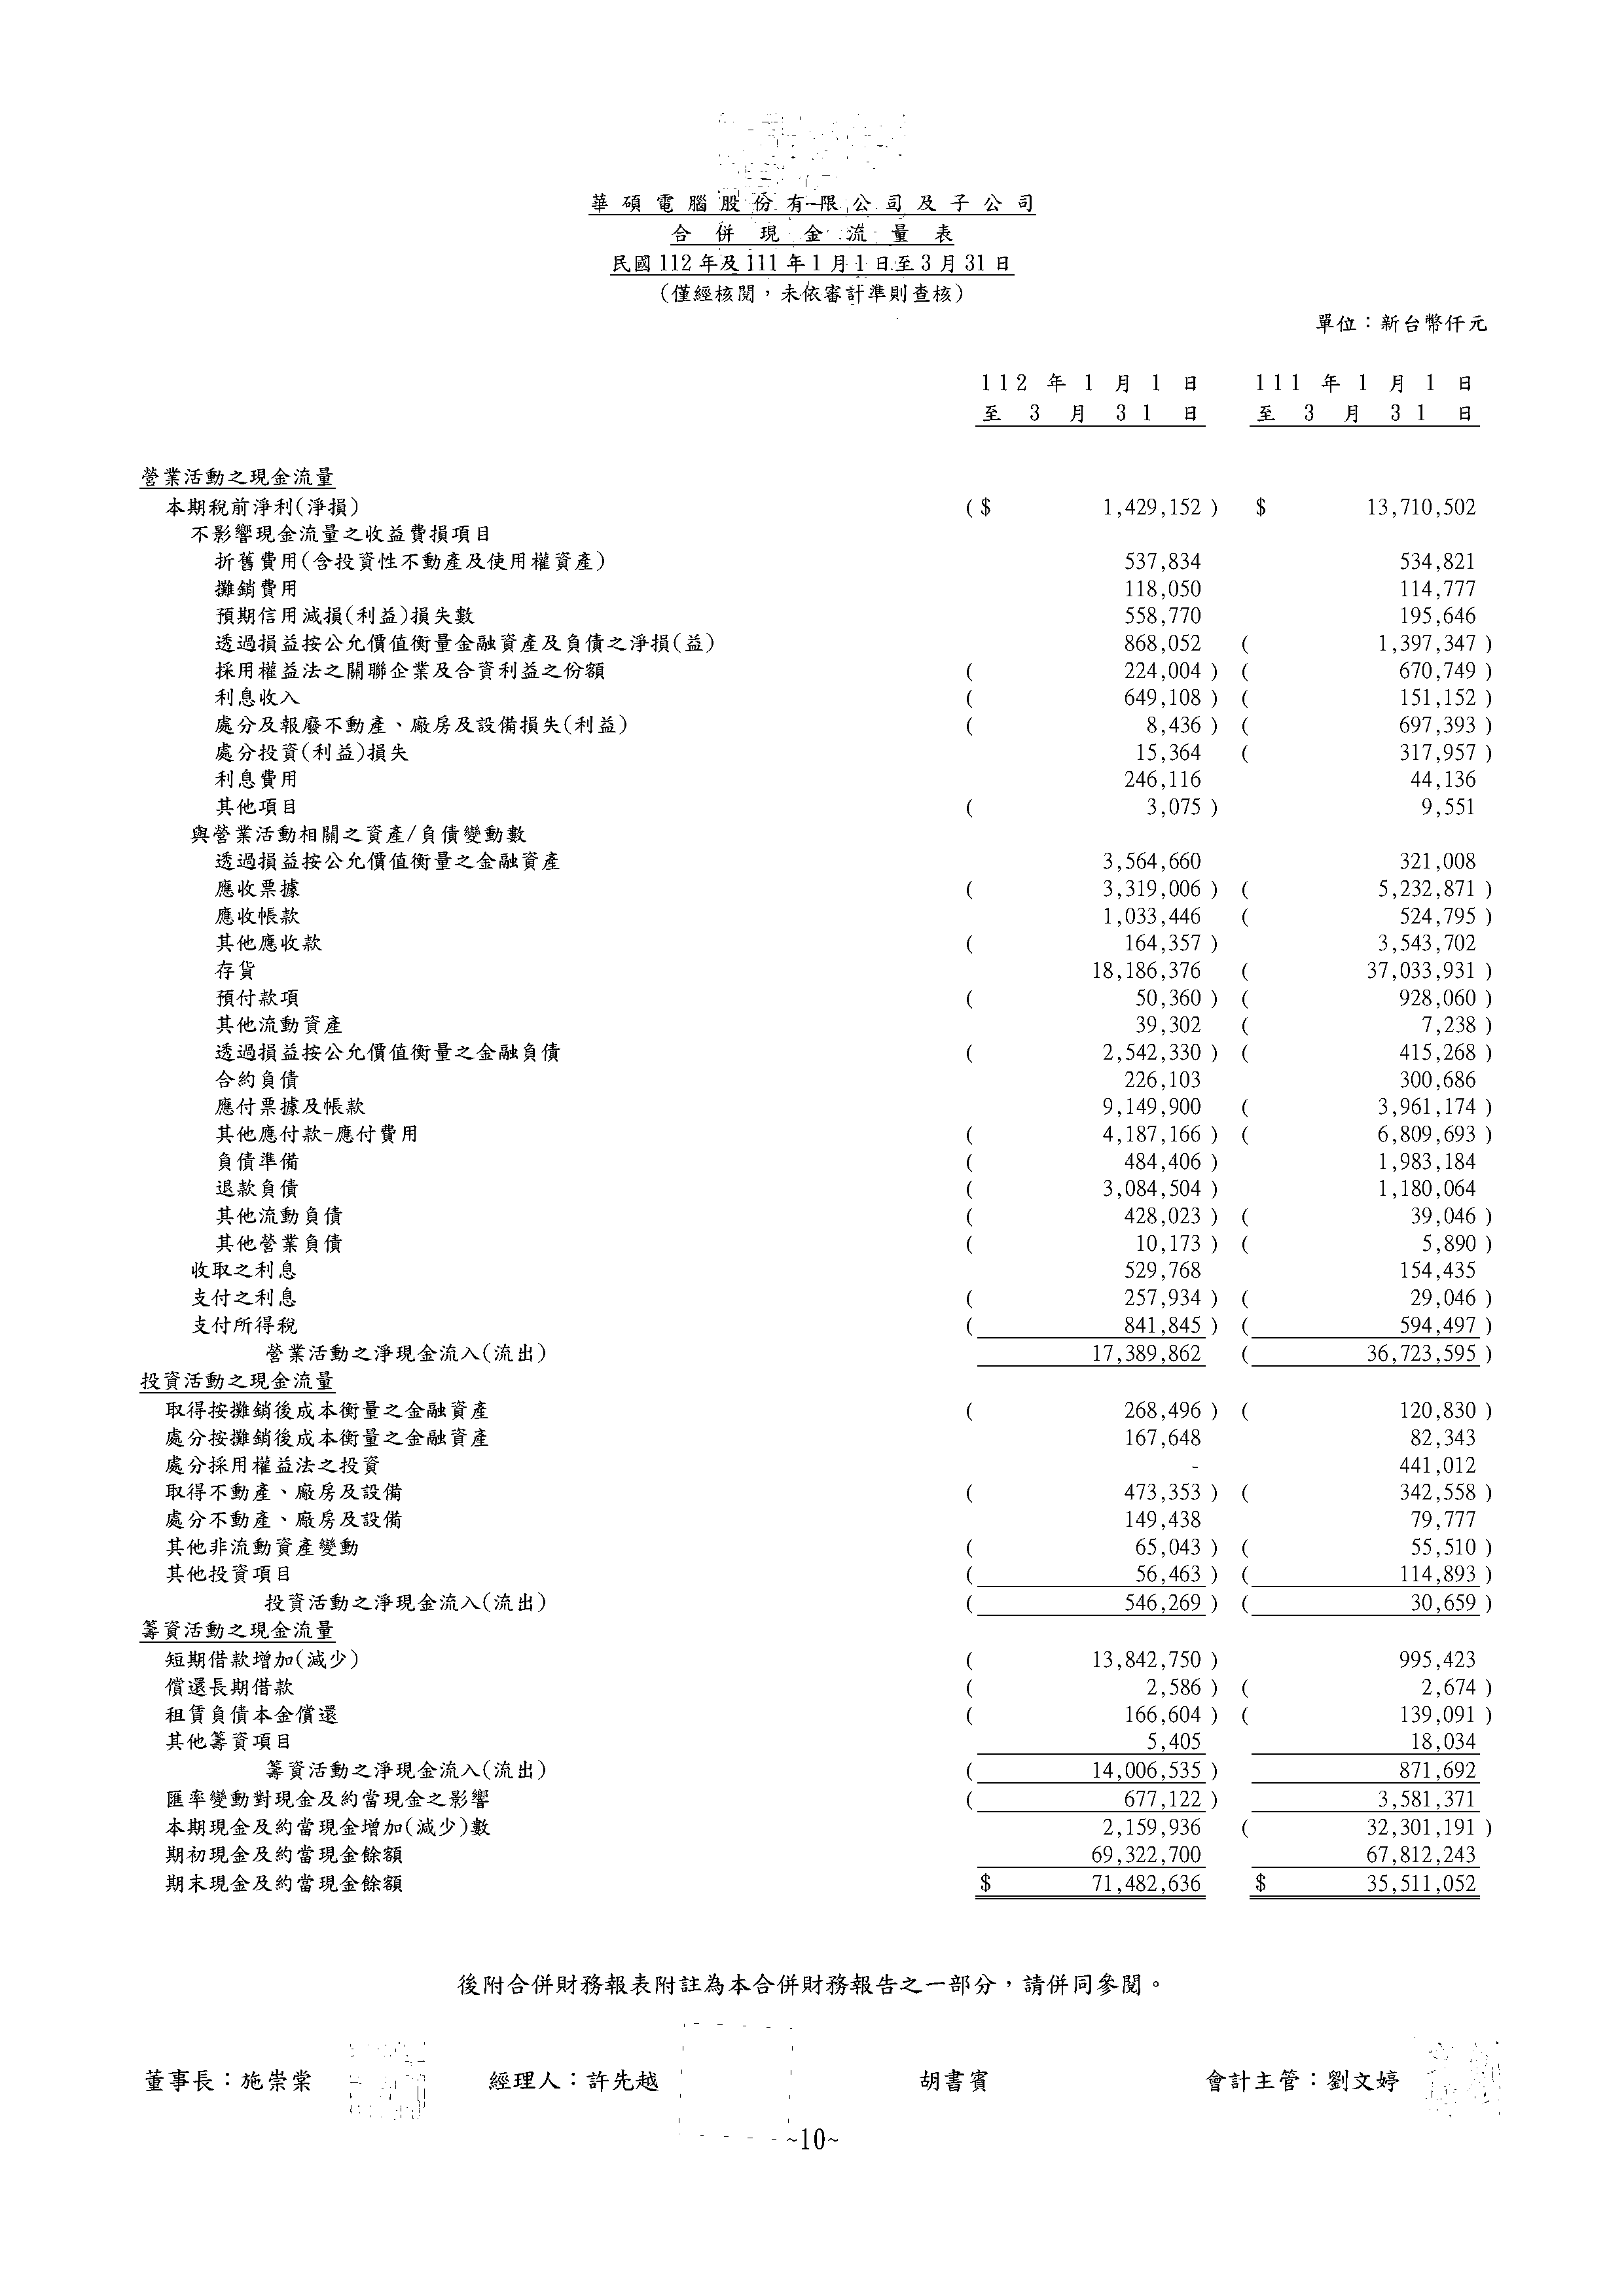 華碩電腦股份有限公司及子公司
合併現金流量表
民國112年及111年1月1日至3月31日
(僅經核閱，未依審計準則查核)
單位：新台幣仟元
112年1月1日 111年1月1日
至3月31日 至3月31日
營業活動之現金流量
本期稅前淨利(淨損) ($ 1,429,152) $ 13,710,502
不影響現金流量之收益費損項目
折舊費用(含投資性不動產及使用權資產) 537,834 534,821
攤銷費用 118,050 114,777
預期信用減損(利益)損失數 558,770 195,646
透過損益按公允價值衡量金融資產及負債之淨損(益) 868,052 ( 1,397,347)
採用權益法之關聯企業及合資利益之份額 ( 224,004) ( 670,749)
利息收入 ( 649,108) ( 151,152)
處分及報廢不動產、廠房及設備損失(利益) ( 8,436) ( 697,393)
處分投資(利益)損失 15,364 ( 317,957)
利息費用 246,116 44,136
其他項目 ( 3,075) 9,551
與營業活動相關之資產/負債變動數
透過損益按公允價值衡量之金融資產 3,564,660 321,008
應收票據 ( 3,319,006) ( 5,232,871)
應收帳款 1,033,446 ( 524,795)
其他應收款 ( 164,357) 3,543,702
存貨 18,186,376 ( 37,033,931)
預付款項 ( 50,360) ( 928,060)
其他流動資產 39,302 ( 7,238)
透過損益按公允價值衡量之金融負債 ( 2,542,330) ( 415,268)
合約負債 226,103 300,686
應付票據及帳款 9,149,900 ( 3,961,174)
其他應付款-應付費用 ( 4,187,166) ( 6,809,693)
負債準備 ( 484,406) 1,983,184
退款負債 ( 3,084,504) 1,180,064
其他流動負債 ( 428,023) ( 39,046)
其他營業負債 ( 10,173) ( 5,890)
收取之利息 529,768 154,435
支付之利息 ( 257,934) ( 29,046)
支付所得稅 ( 841,845) ( 594,497)
營業活動之淨現金流入(流出) 17,389,862 ( 36,723,595)
投資活動之現金流量
取得按攤銷後成本衡量之金融資產 ( 268,496) ( 120,830)
處分按攤銷後成本衡量之金融資產 167,648 82,343
處分採用權益法之投資 - 441,012
取得不動產、廠房及設備 ( 473,353) ( 342,558)
處分不動產、廠房及設備 149,438 79,777
其他非流動資產變動 ( 65,043) ( 55,510)
其他投資項目 ( 56,463) ( 114,893)
投資活動之淨現金流入(流出) ( 546,269) ( 30,659)
籌資活動之現金流量
短期借款增加(減少) ( 13,842,750) 995,423
償還長期借款 ( 2,586) ( 2,674)
租賃負債本金償還 ( 166,604) ( 139,091)
其他籌資項目 5,405 18,034
籌資活動之淨現金流入(流出) ( 14,006,535) 871,692
匯率變動對現金及約當現金之影響 ( 677,122) 3,581,371
本期現金及約當現金增加(減少)數 2,159,936 ( 32,301,191)
期初現金及約當現金餘額 69,322,700 67,812,243
期末現金及約當現金餘額 $ 71,482,636 $ 35,511,052
後附合併財務報表附註為本合併財務報告之一部分，請併同參閱。
董事長：施崇棠 經理人：許先越 胡書賓 會計主管：劉文婷
~10~